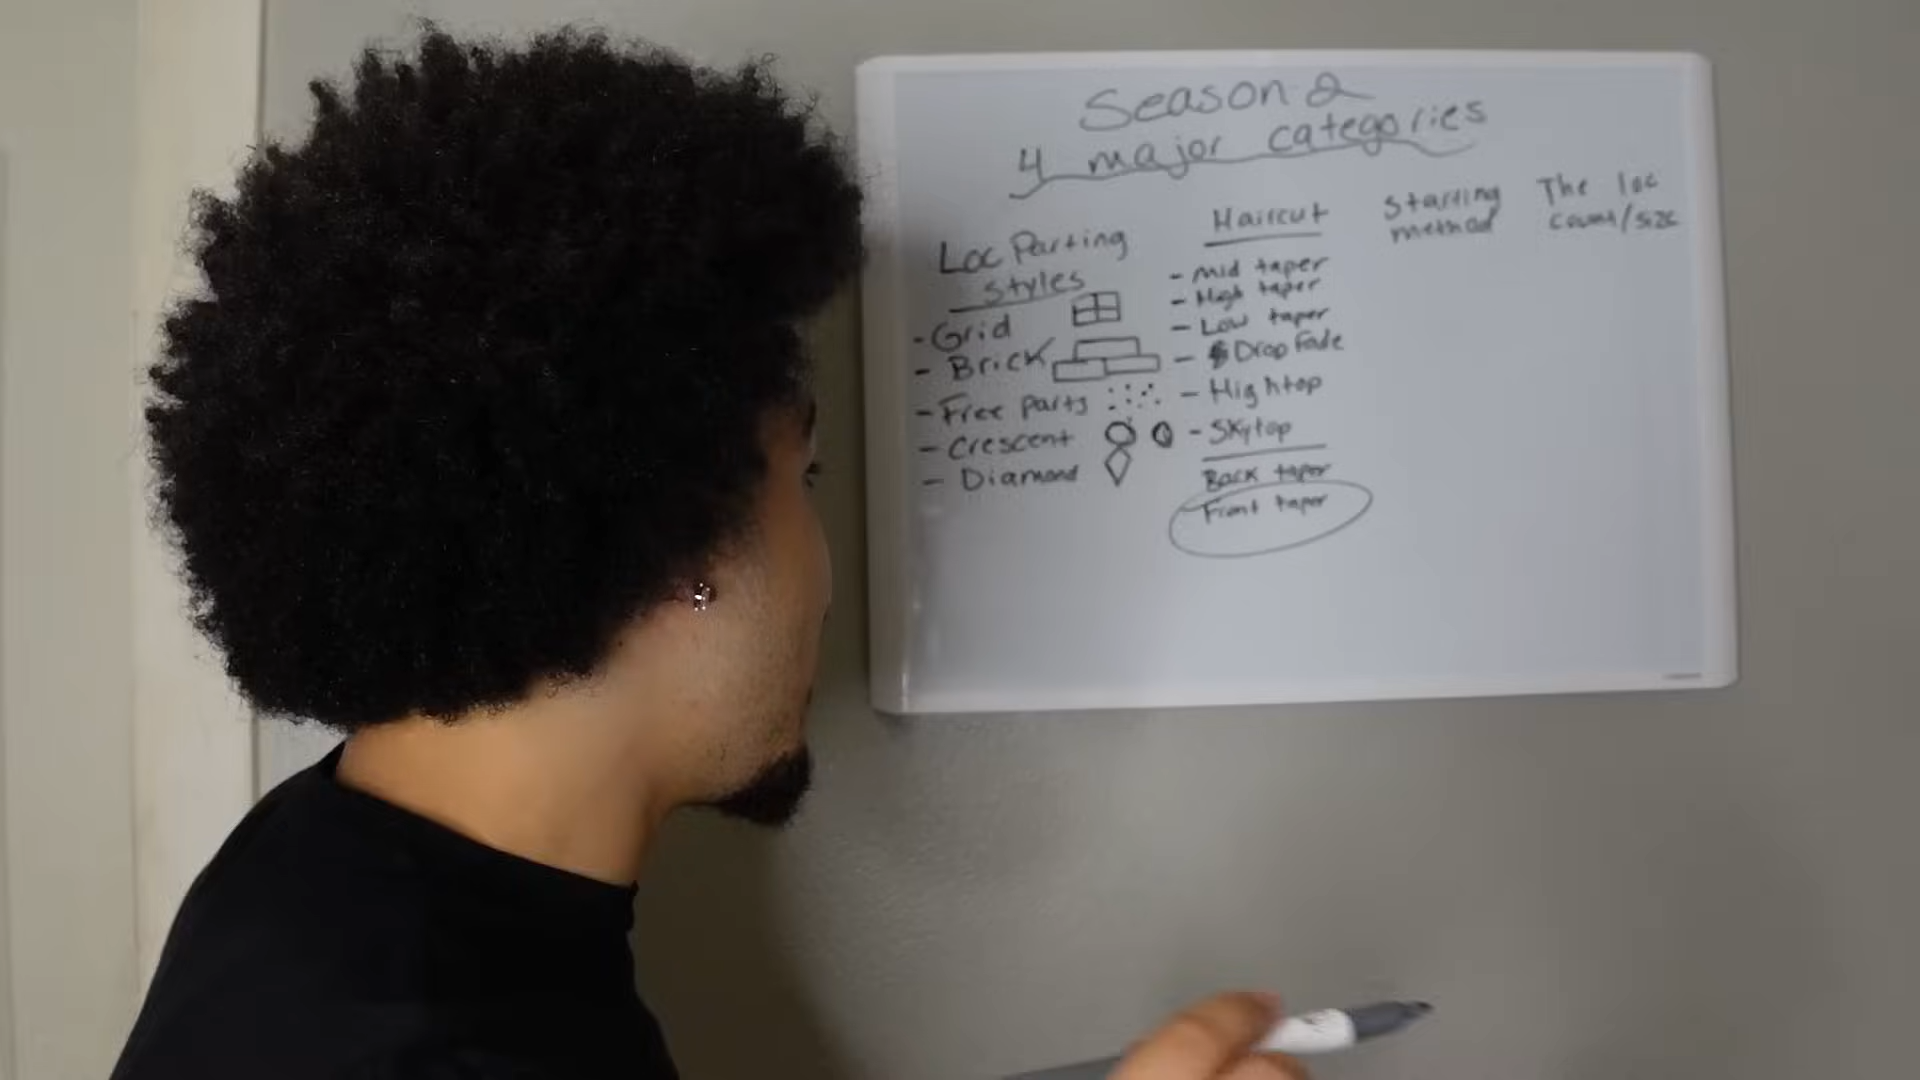 Season 2
4 major categories
Loc Parting
styles
- Grid
- Brick
- Free parts
- Crescent
- Diamond
Haircut
- mid taper
- High taper
- Low taper
- Drop Fade
- Hightop
- Skytop
Back taper
Front taper
Starting
method
The loc
count/size